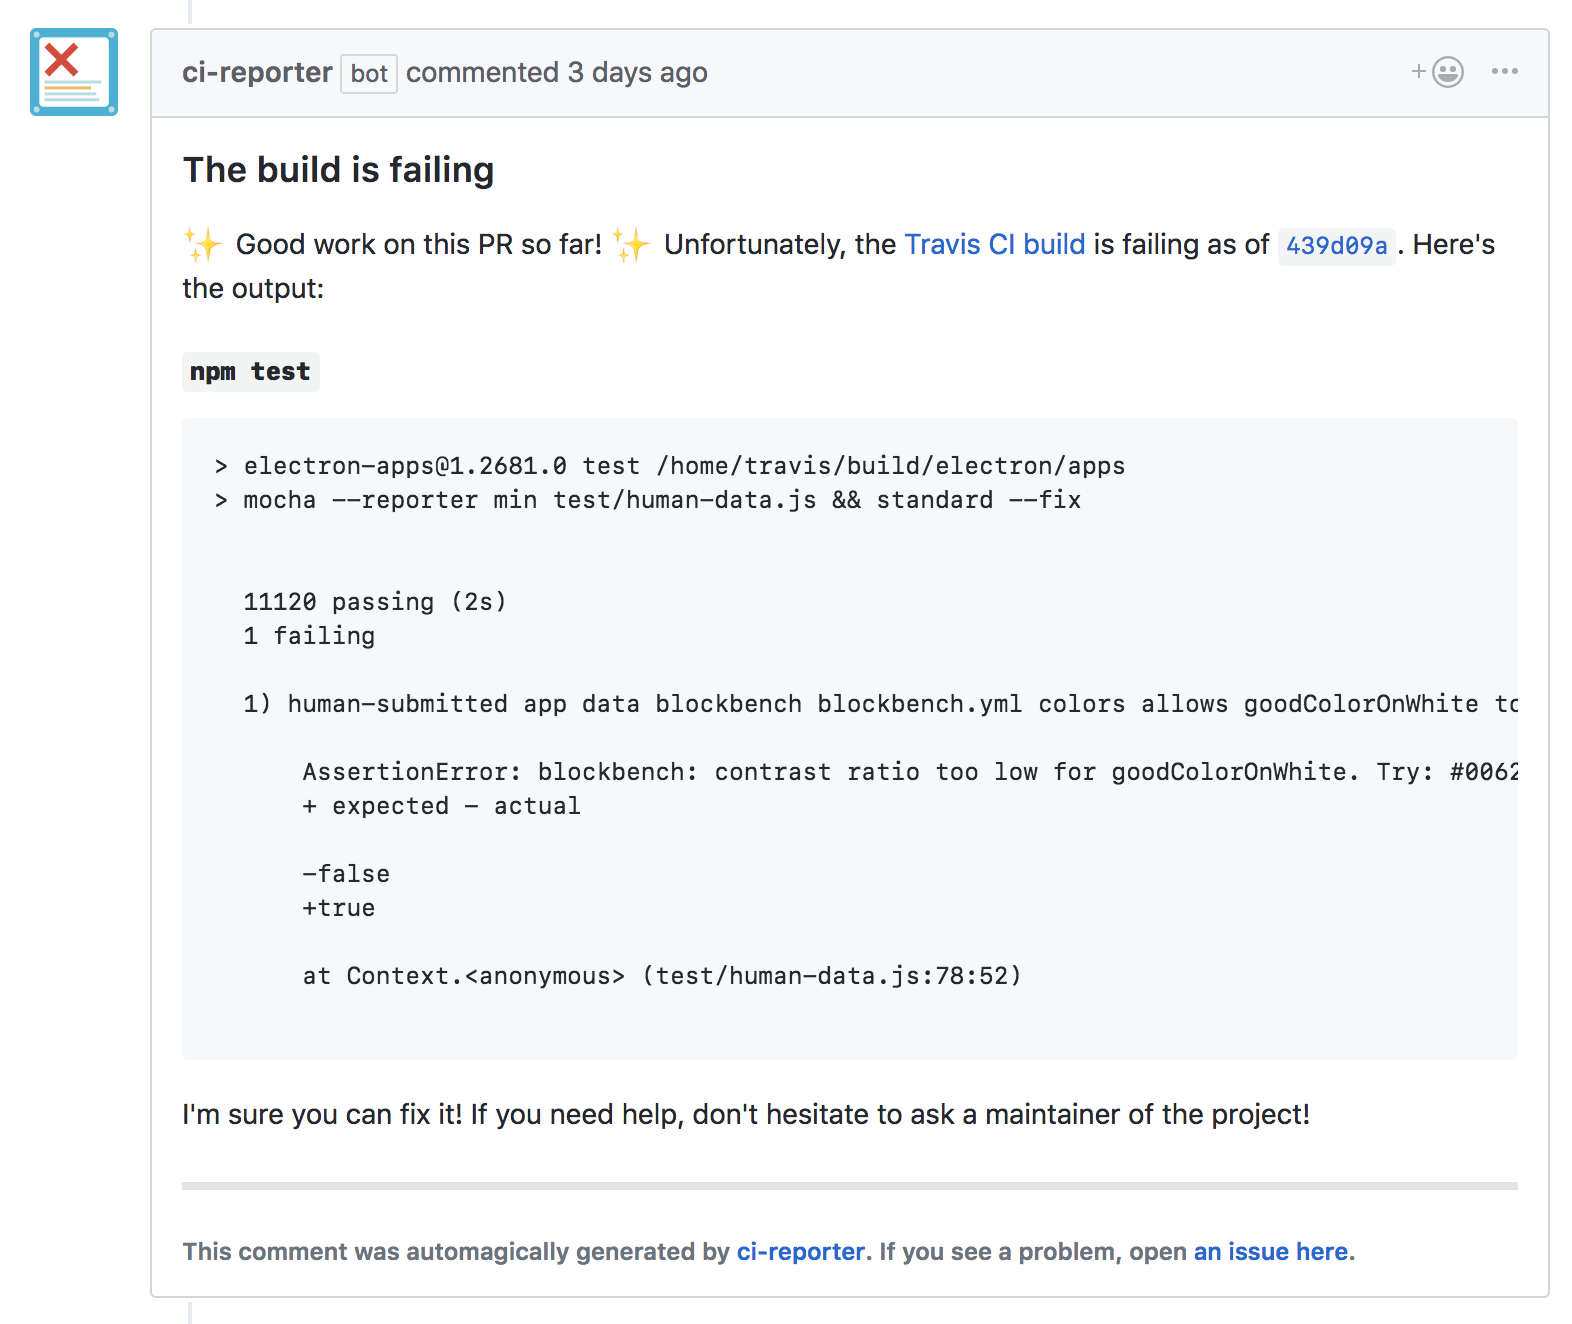 ci-reporter bot commented 3 days ago
The build is failing
✨ Good work on this PR so far! ✨ Unfortunately, the Travis CI build is failing as of 439d09a. Here's
the output:
npm test
> electron-apps@1.2681.0 test /home/travis/build/electron/apps
> mocha --reporter min test/human-data.js && standard --fix
11120 passing (2s)
1 failing
1) human-submitted app data blockbench blockbench.yml colors allows goodColorOnWhite
AssertionError: blockbench: contrast ratio too low for goodColorOnWhite. Try: #0062
+ expected - actual
-false
+true
at Context.<anonymous> (test/human-data.js:78:52)
I'm sure you can fix it! If you need help, don't hesitate to ask a maintainer of the project!
This comment was automagically generated by ci-reporter. If you see a problem, open an issue here.